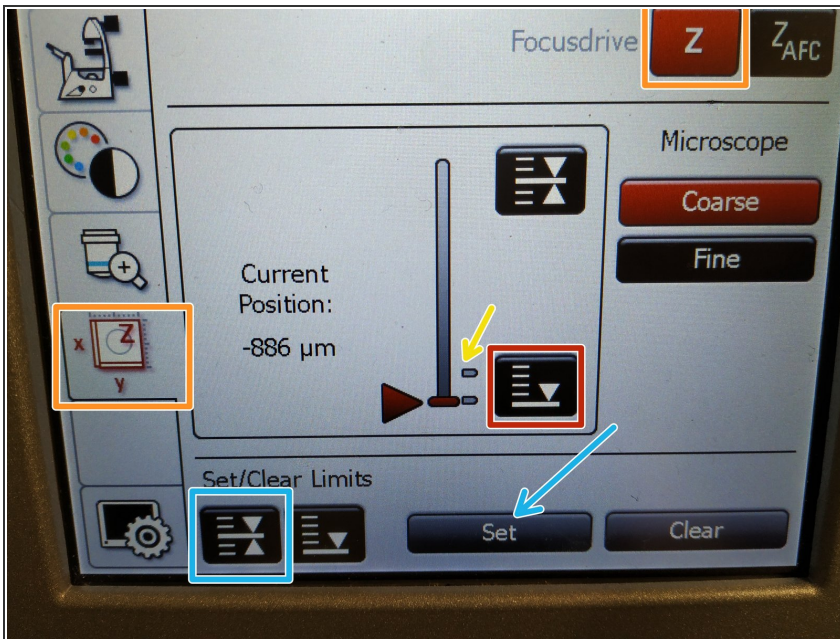 Focusdrive Z ZAFC
Microscope
Coarse
Fine
Current
Position:
-886 µm
x Z
y
Set/Clear Limits
Set Clear